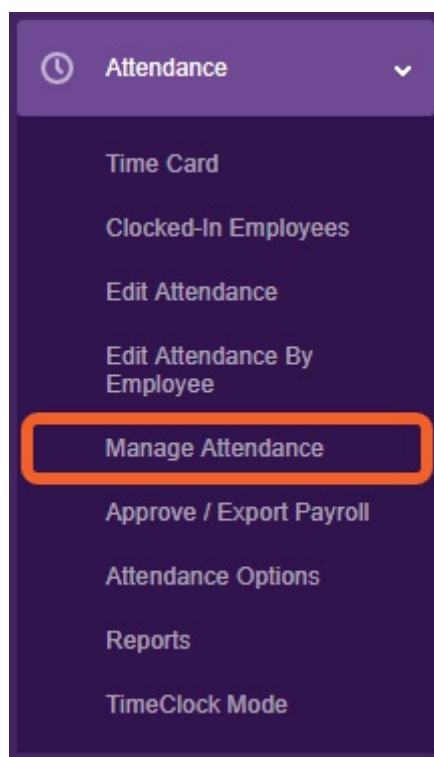 Attendance
Time Card
Clocked-In Employees
Edit Attendance
Edit Attendance By
Employee
Manage Attendance
Approve / Export Payroll
Attendance Options
Reports
TimeClock Mode